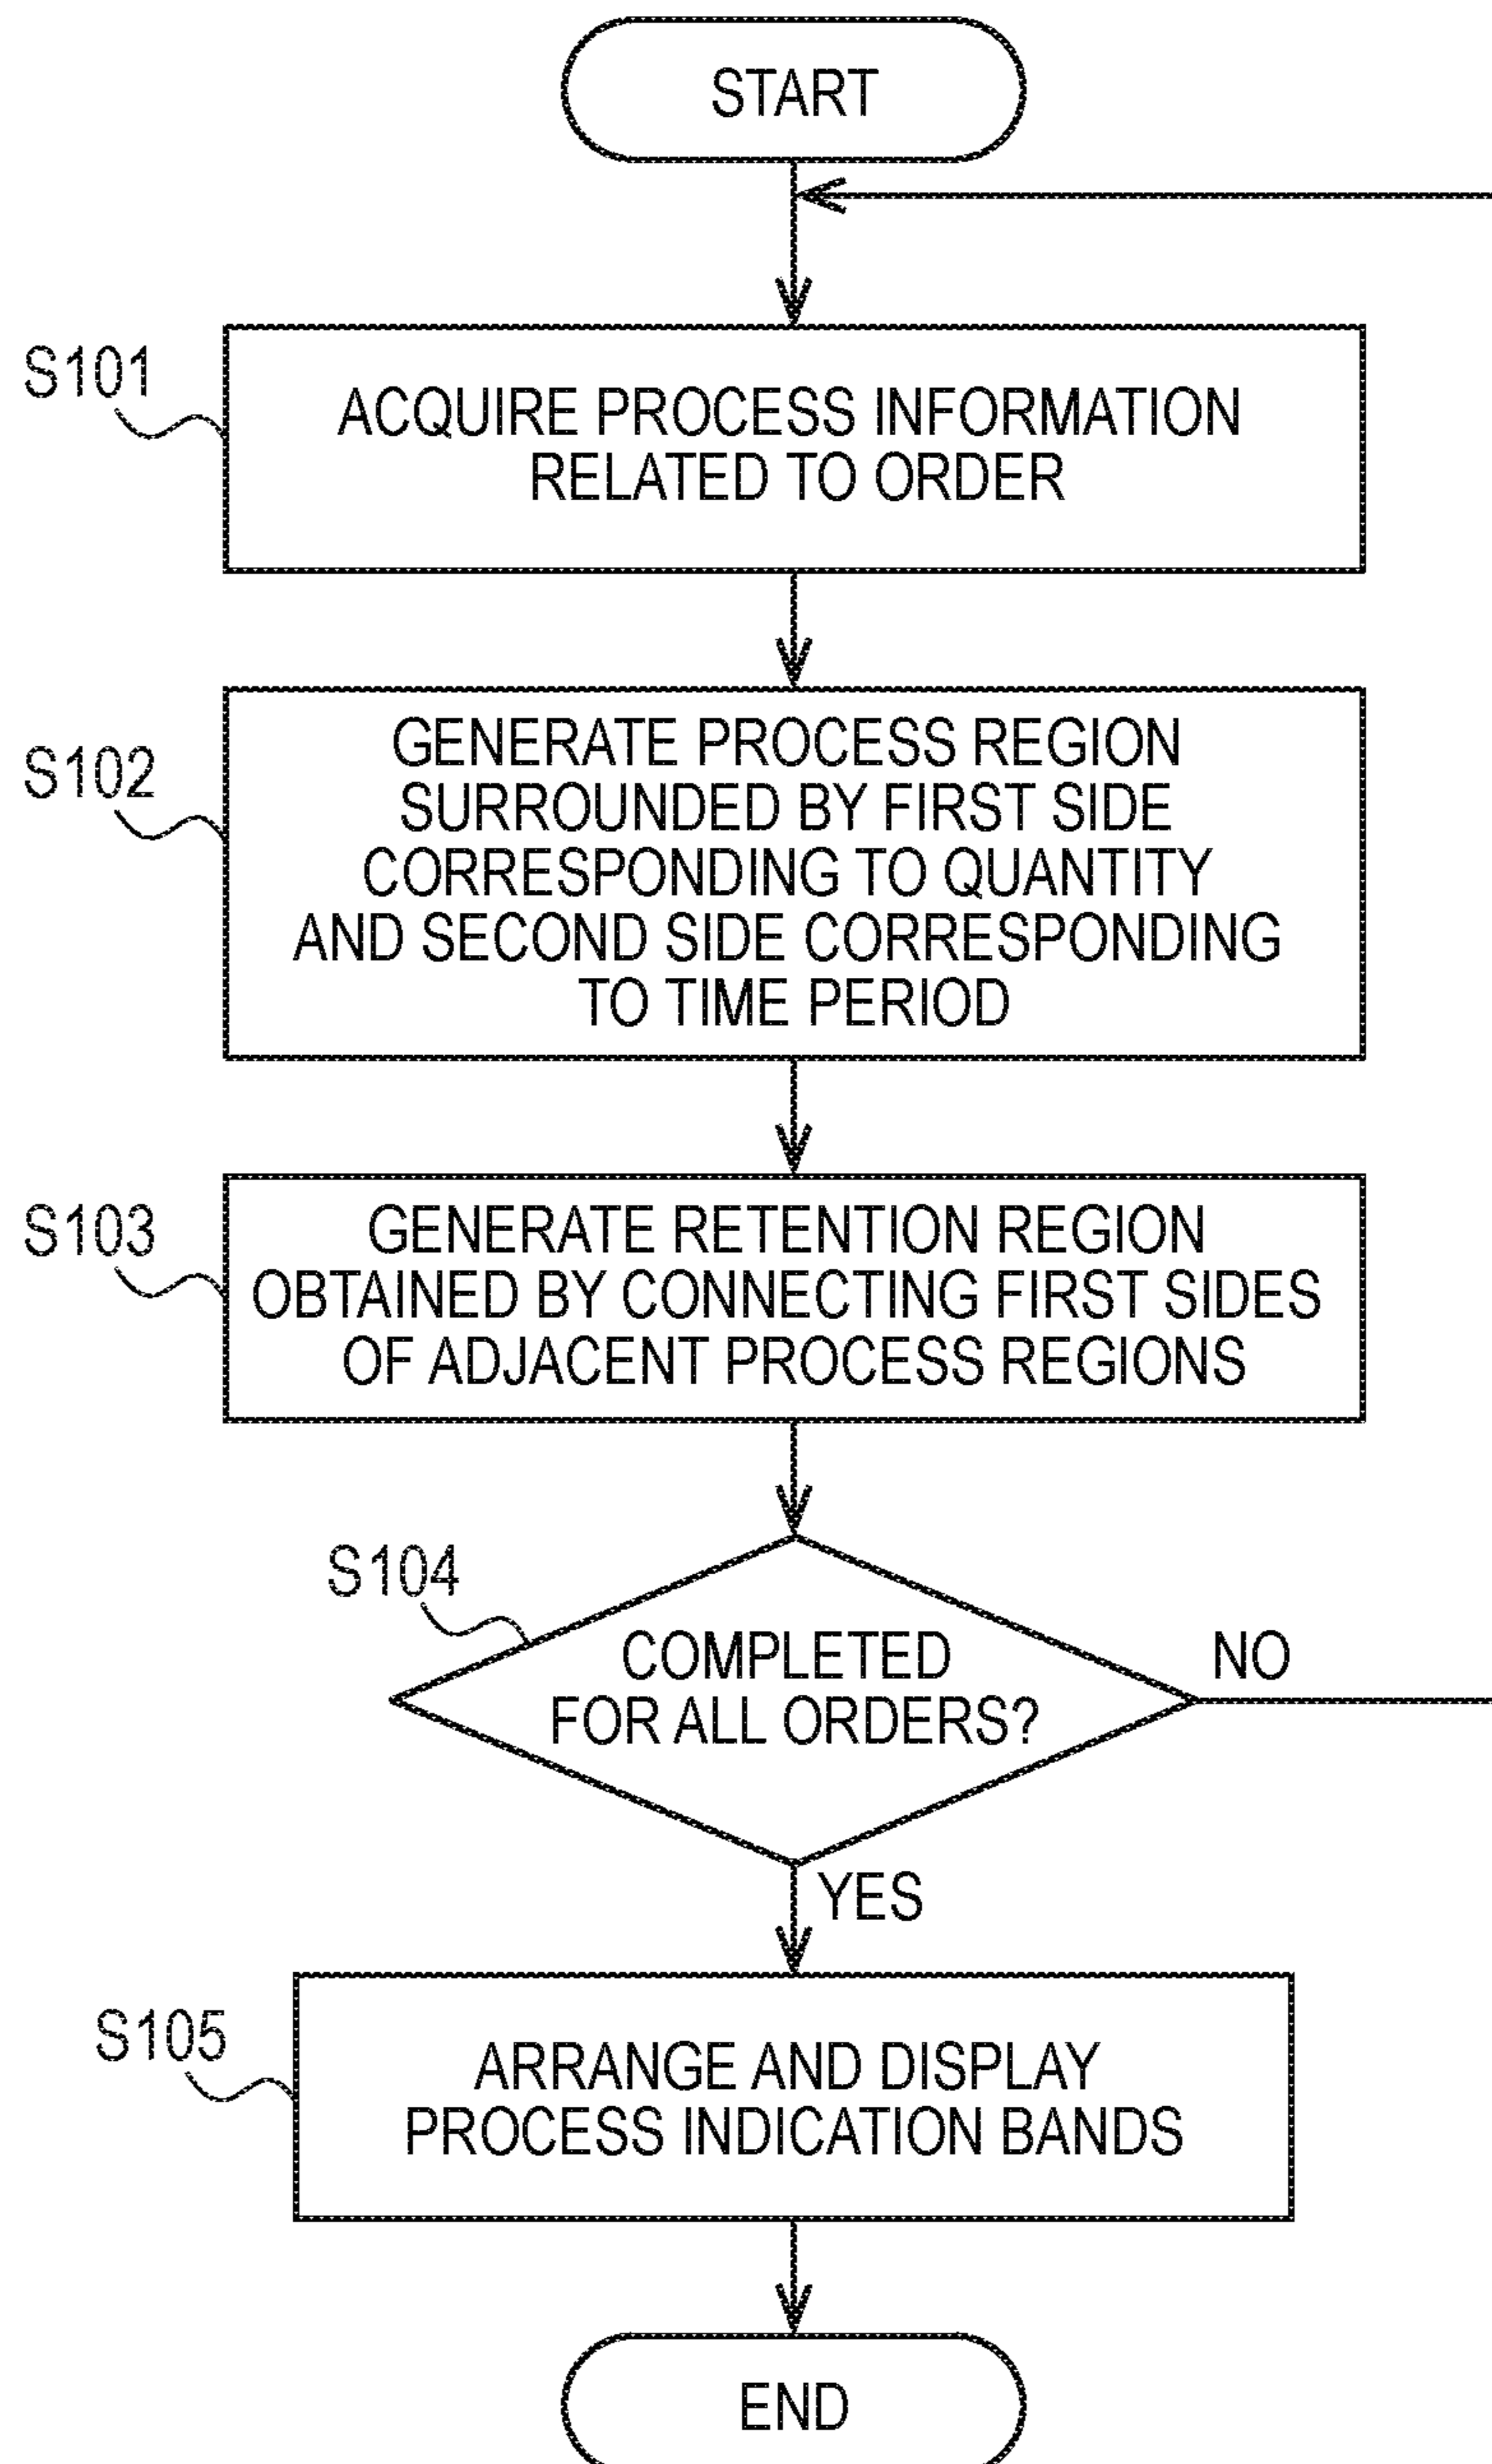 START
S101
ACQUIRE PROCESS INFORMATION
RELATED TO ORDER
S102
GENERATE PROCESS REGION
SURROUNDED BY FIRST SIDE
CORRESPONDING TO QUANTITY
AND SECOND SIDE CORRESPONDING
TO TIME PERIOD
S103
GENERATE RETENTION REGION
OBTAINED BY CONNECTING FIRST SIDES
OF ADJACENT PROCESS REGIONS
S104
COMPLETED
FOR ALL ORDERS?
NO
YES
S105
ARRANGE AND DISPLAY
PROCESS INDICATION BANDS
END